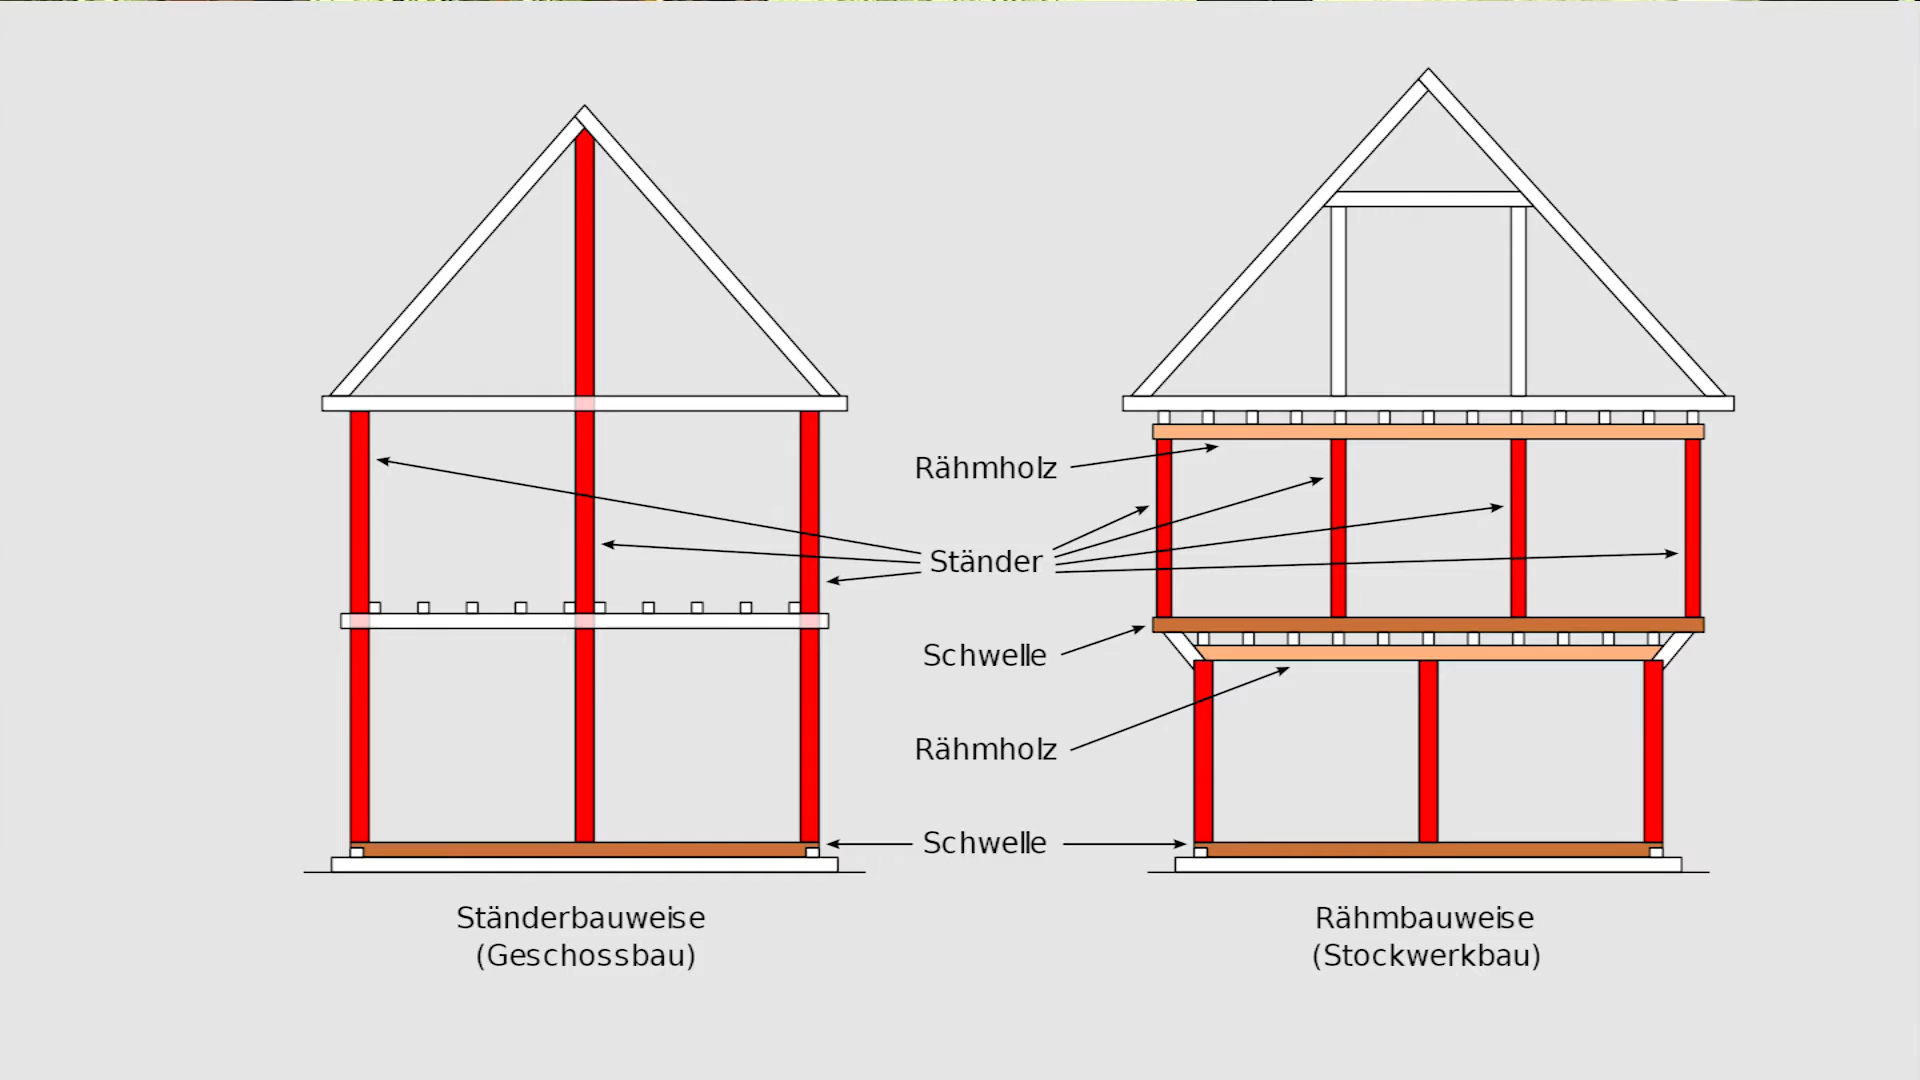 Rähmholz
Ständer
Schwelle
Rähmholz
Schwelle
Ständerbauweise
(Geschossbau)
Rähmbauweise
(Stockwerkbau)